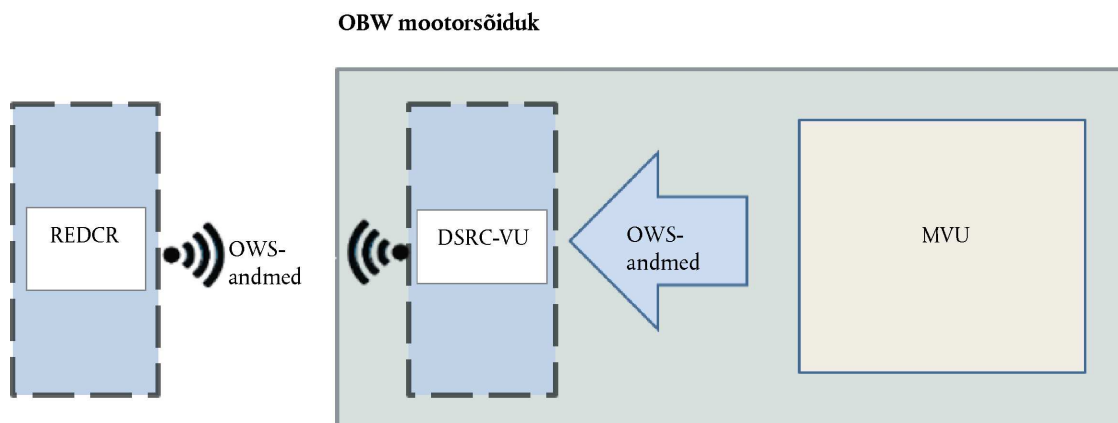 OBW mootorsõiduk
REDCR
OWS-
andmed
DSRC-VU
OWS-
andmed
MVU